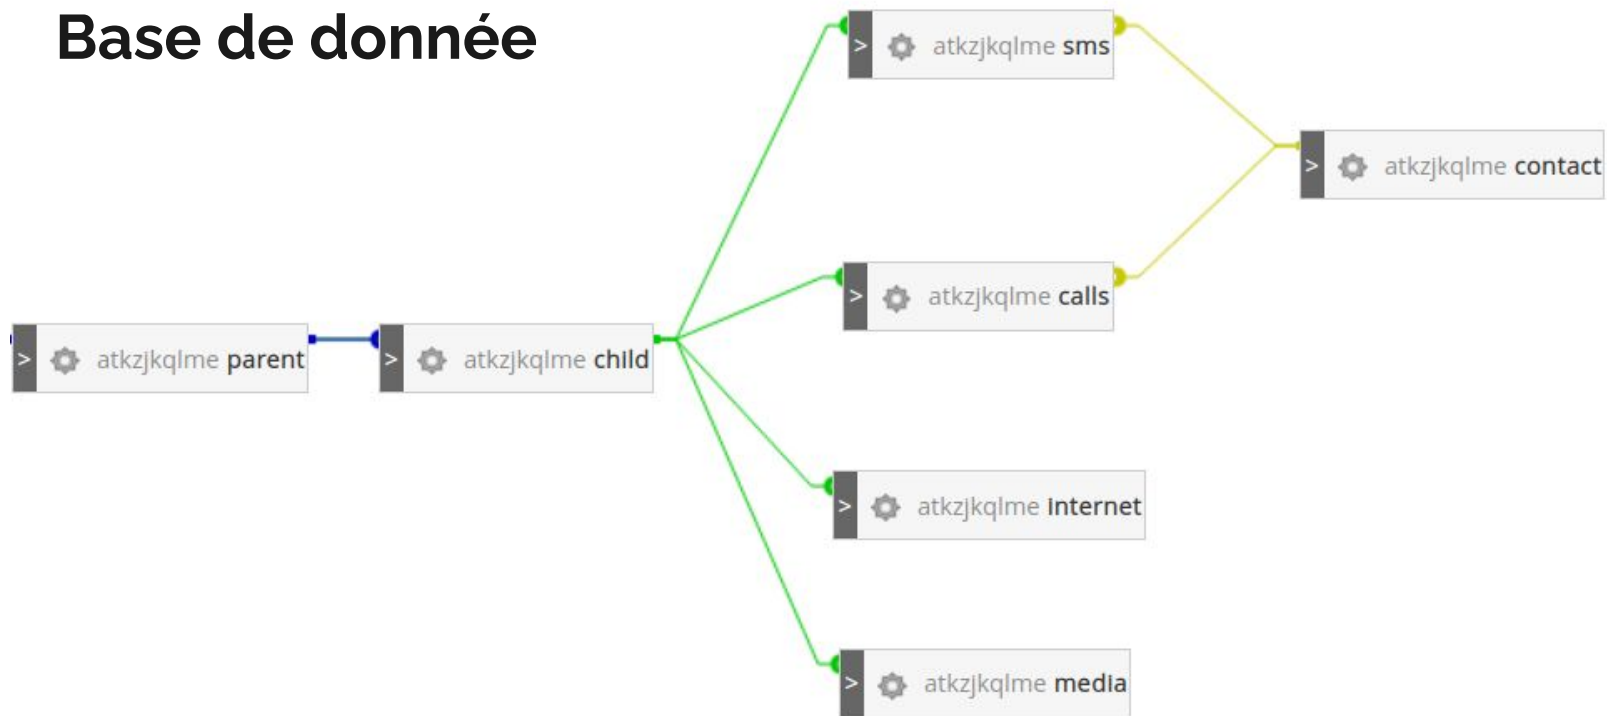 Base de donnée
> atkzjkqlme sms
> atkzjkqlme contact
> atkzjkqlme calls
> atkzjkqlme parent
> atkzjkqlme child
> atkzjkqlme internet
> atkzjkqlme media